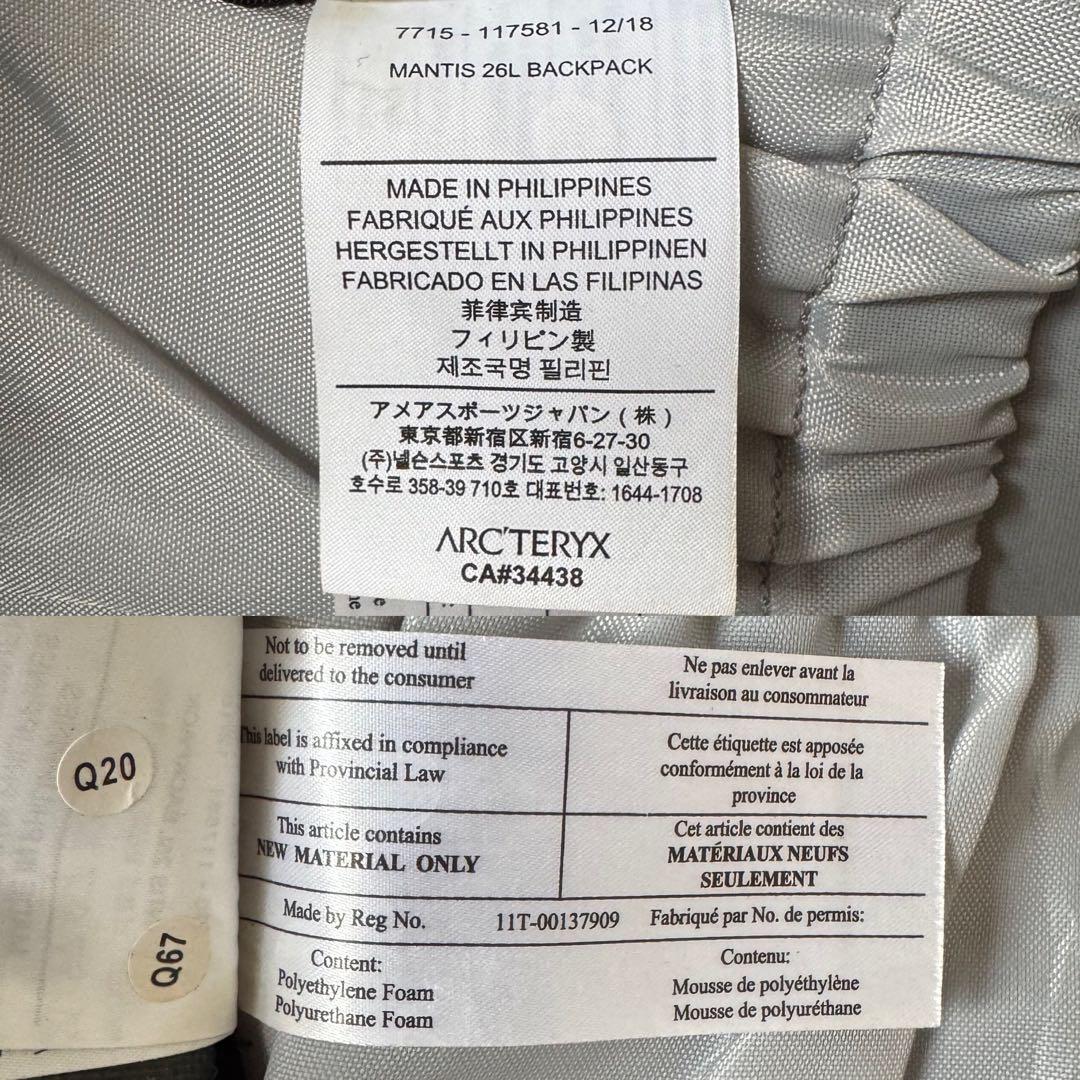 7715 - 117581 - 12/18
MANTIS 26L BACKPACK
MADE IN PHILIPPINES
FABRIQUÉ AUX PHILIPPINES
HERGESTELLT IN PHILIPPINEN
FABRICADO EN LAS FILIPINAS
菲律宾制造
フィリピン製
제조국명 필리핀
アメアスポーツジャパン(株)
東京都新宿区新宿6-27-30
(주)넬슨스포츠 경기도 고양시 일산동구
호수로 358-39 710호 대표번호: 1644-1708
ARC'TERYX
CA#34438
Q20
Q67
Not to be removed until
delivered to the consumer
Ne pas enlever avant la
livraison au consommateur
This label is affixed in compliance
with Provincial Law
Cette étiquette est apposée
conformément à la loi de la
province
This article contains
NEW MATERIAL ONLY
Cet article contient des
MATÉRIAUX NEUFS
SEULEMENT
Made by Reg No. 11T-00137909 Fabriqué par No. de permis:
Content:
Polyethylene Foam
Polyurethane Foam
Contenu:
Mousse de polyéthylène
Mousse de polyuréthane